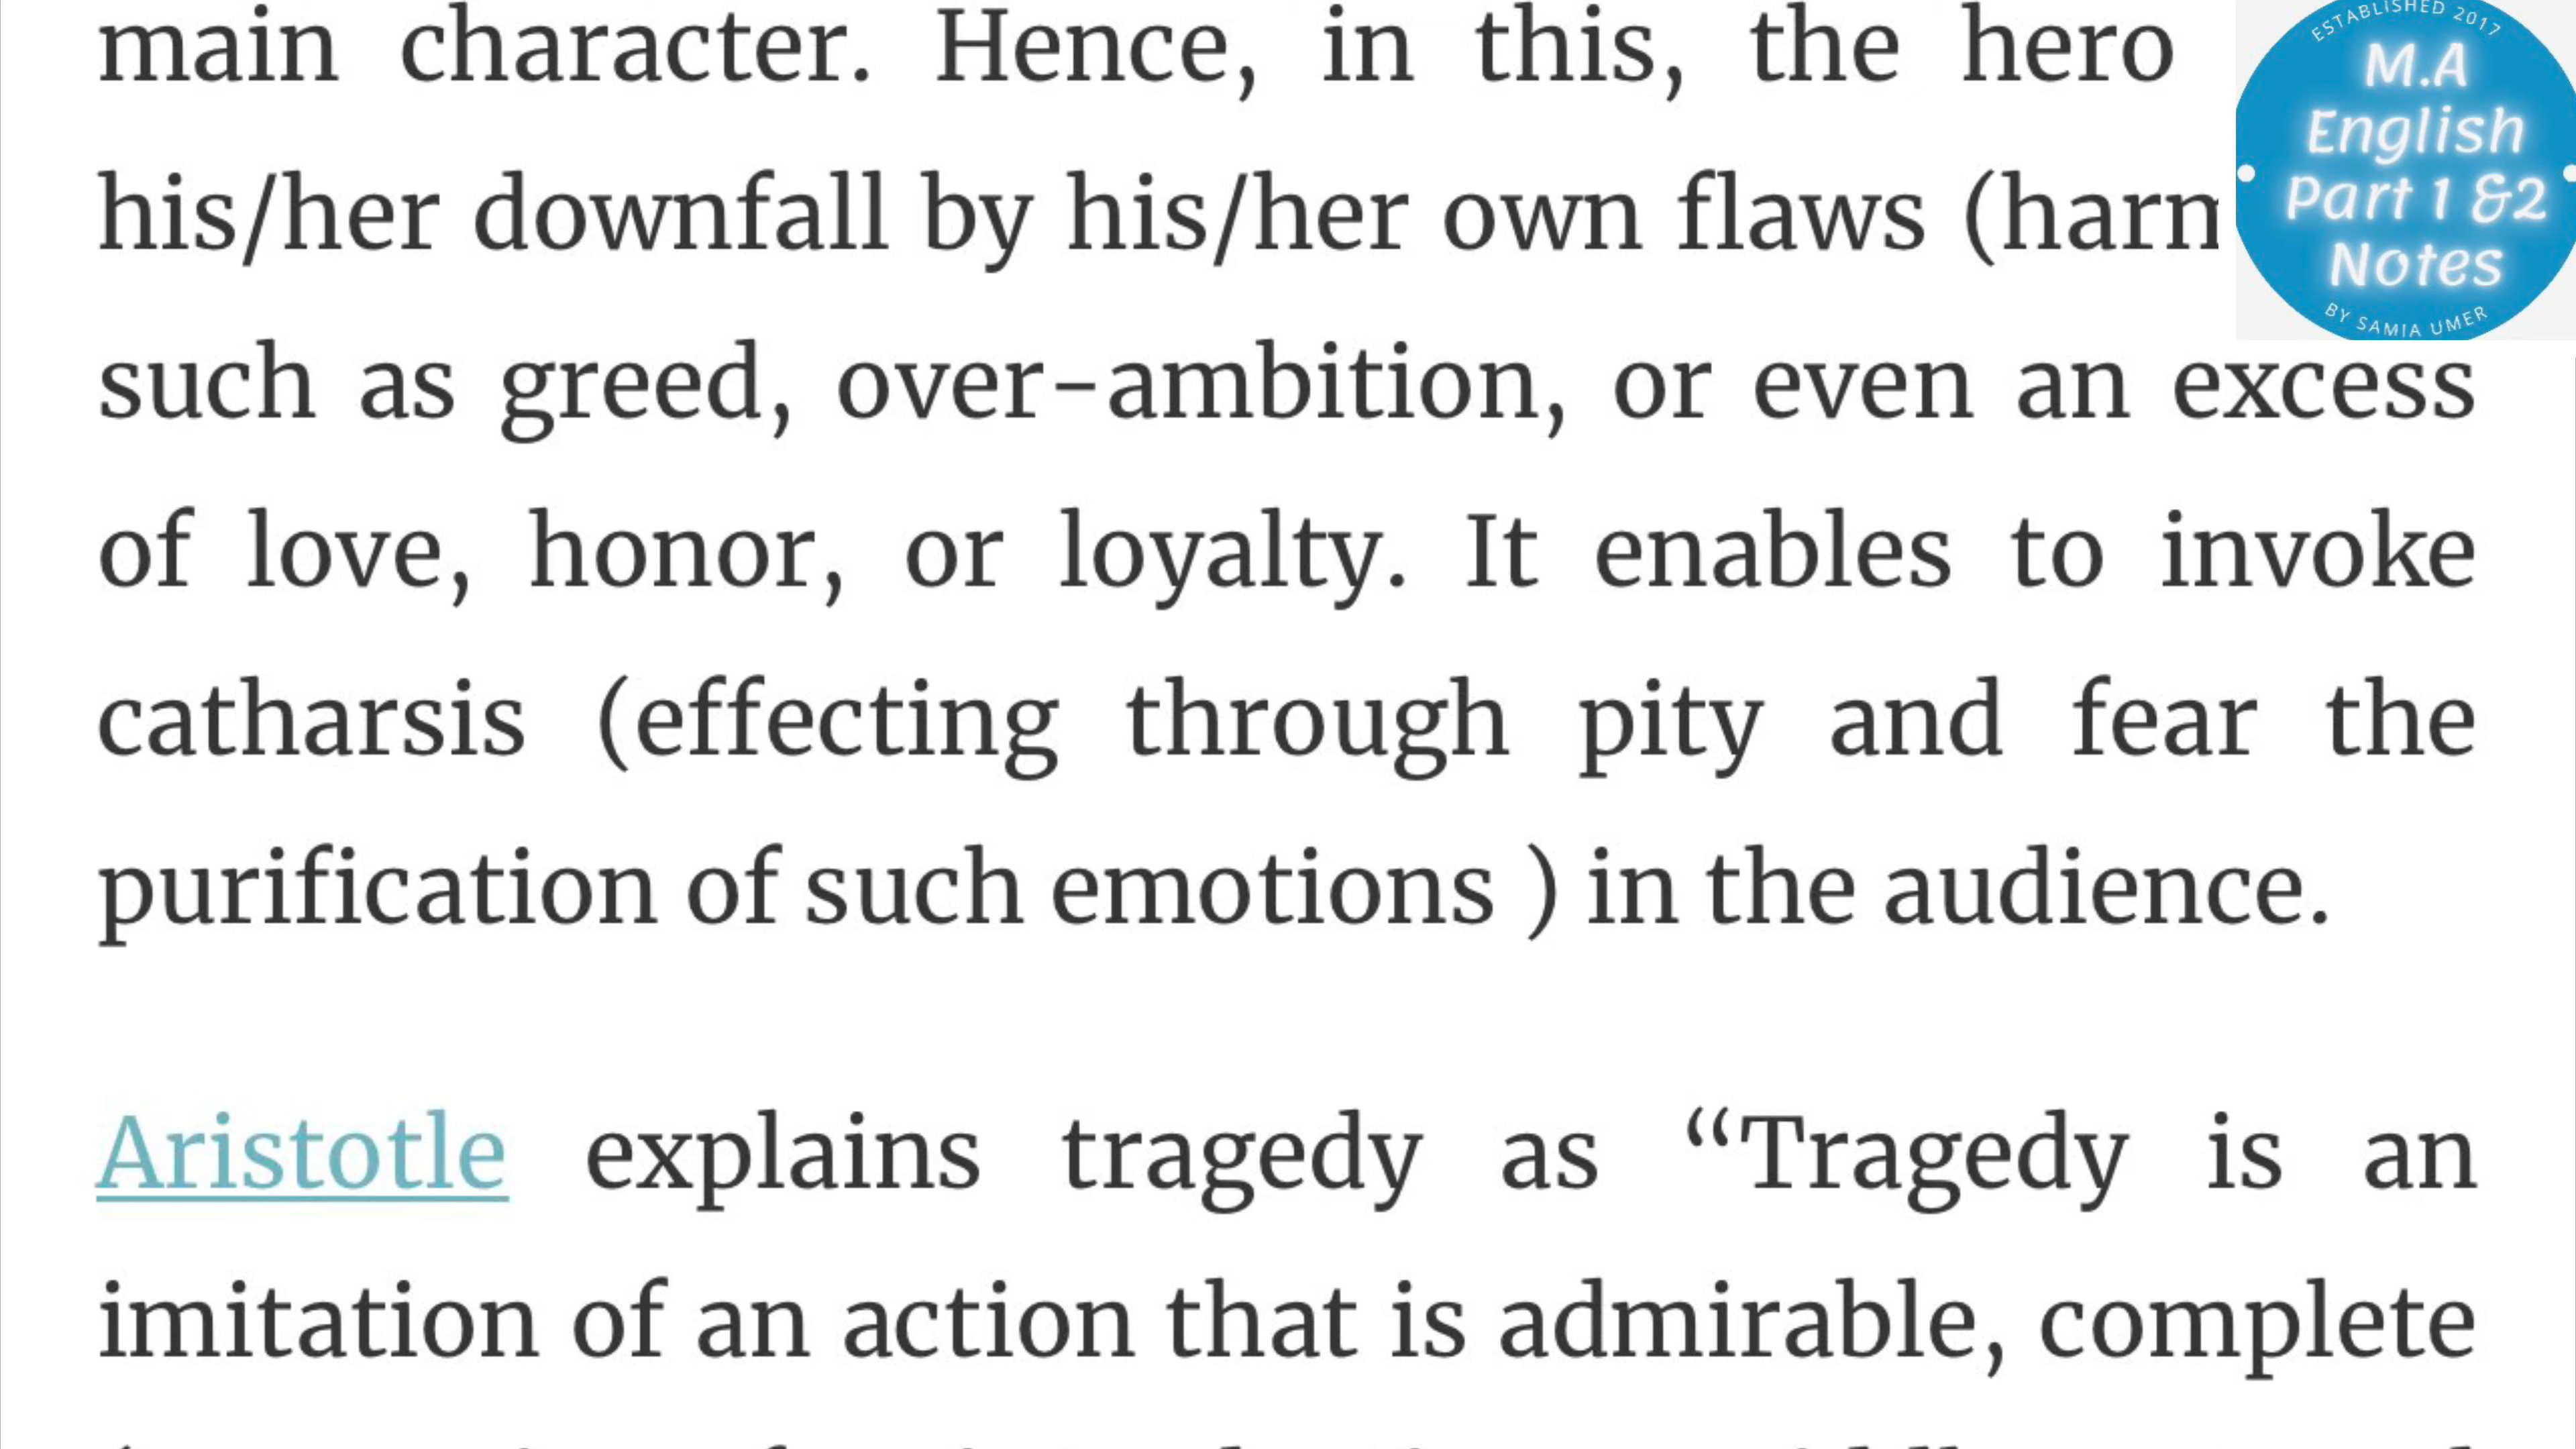 main character. Hence, in this, the hero
his/her downfall by his/her own flaws (harm
such as greed, over-ambition, or even an excess
of love, honor, or loyalty. It enables to invoke
catharsis (effecting through pity and fear the
purification of such emotions ) in the audience.
Aristotle explains tragedy as “Tragedy is an
imitation of an action that is admirable, complete
ESTABLISHED 2017
M.A
English
Part 1 &2
Notes
BY SAMIA UMER